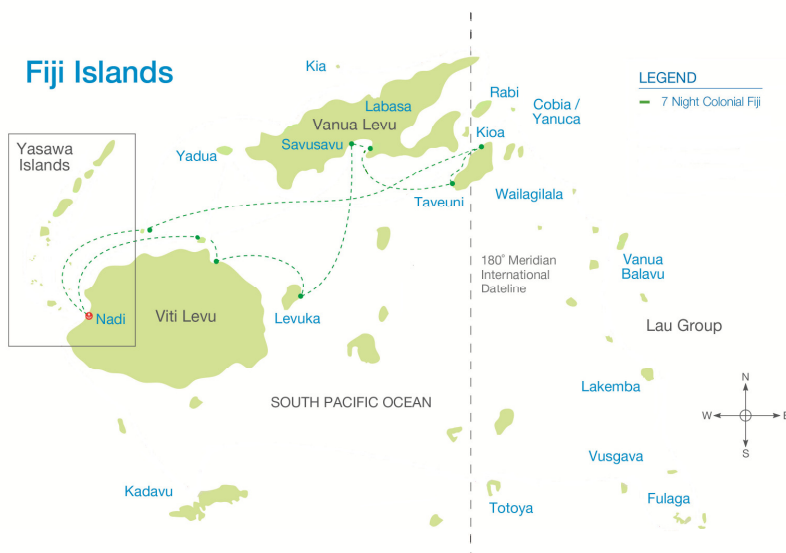 Fiji Islands
Kia
LEGEND
7 Night Colonial Fiji
Rabi
Labasa
Cobia /
Yanuca
Vanua Levu
Kioa
Savusavu
Yasawa
Islands
Yadua
Taveuni
Wailagilala
180° Meridian
International
Dateline
Vanua
Balavu
Nadi
Viti Levu
Levuka
Lau Group
N
Lakemba
SOUTH PACIFIC OCEAN
W
E
S
Vusgava
Kadavu
Fulaga
Totoya